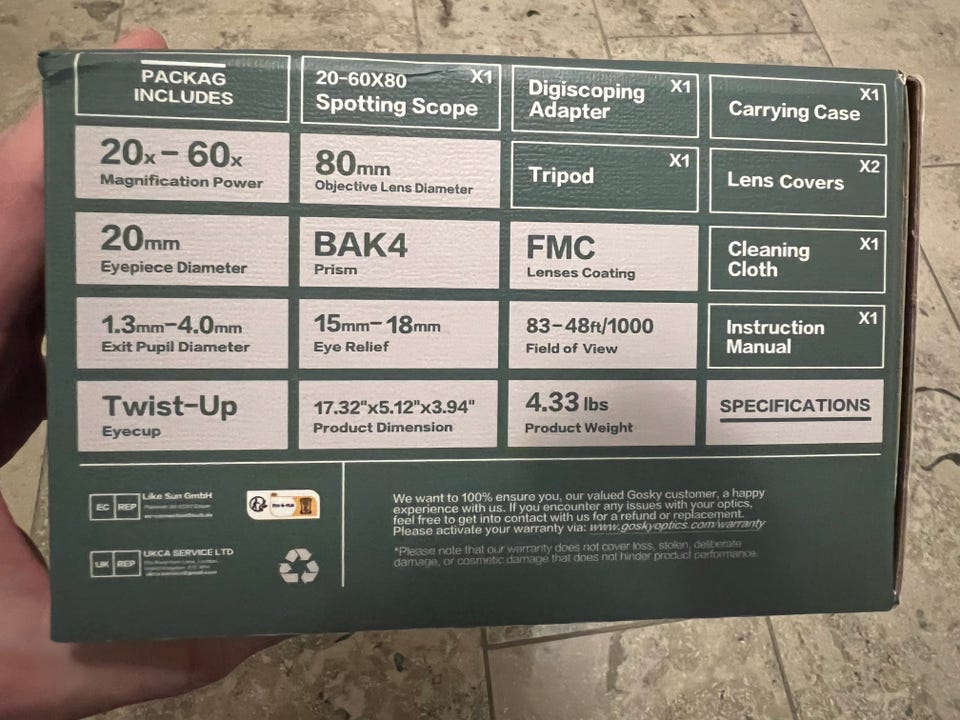 PACKAG
INCLUDES
20-60X80 X1
Spotting Scope
Digiscoping X1
Adapter
Carrying Case X1
20x - 60x
Magnification Power
80mm
Objective Lens Diameter
Tripod X1
Lens Covers X2
20mm
Eyepiece Diameter
BAK4
Prism
FMC
Lenses Coating
Cleaning X1
Cloth
1.3mm-4.0mm
Exit Pupil Diameter
15mm-18mm
Eye Relief
83-48ft/1000
Field of View
Instruction X1
Manual
Twist-Up
Eyecup
17.32"x5.12"x3.94"
Product Dimension
4.33 lbs
Product Weight
SPECIFICATIONS
EC REP
Like Sun GmbH
UK REP
UKCA SERVICE LTD
We want to 100% ensure you, our valued Gosky customer, a happy
experience with us. If you encounter any issues with your optics,
feel free to get into contact with us for a refund or replacement.
Please activate your warranty via: www.goskyoptics.com/warranty
*Please note that our warranty does not cover loss, stolen, deliberate
damage, or cosmetic damage that does not hinder product performance.